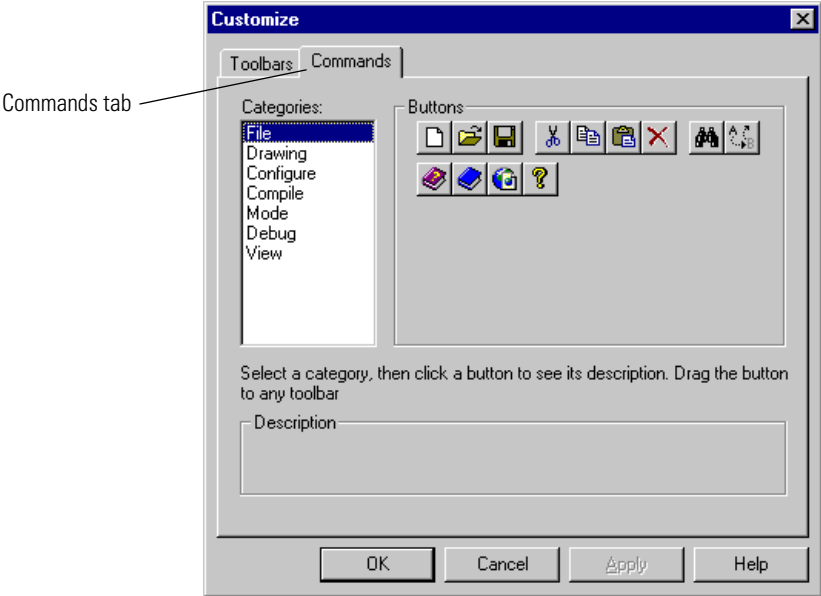 Customize
Toolbars
Commands
Commands tab
Categories:
Buttons
File
Drawing
Configure
Compile
Mode
Debug
View
Select a category, then click a button to see its description. Drag the button
to any toolbar
Description
OK
Cancel
Apply
Help